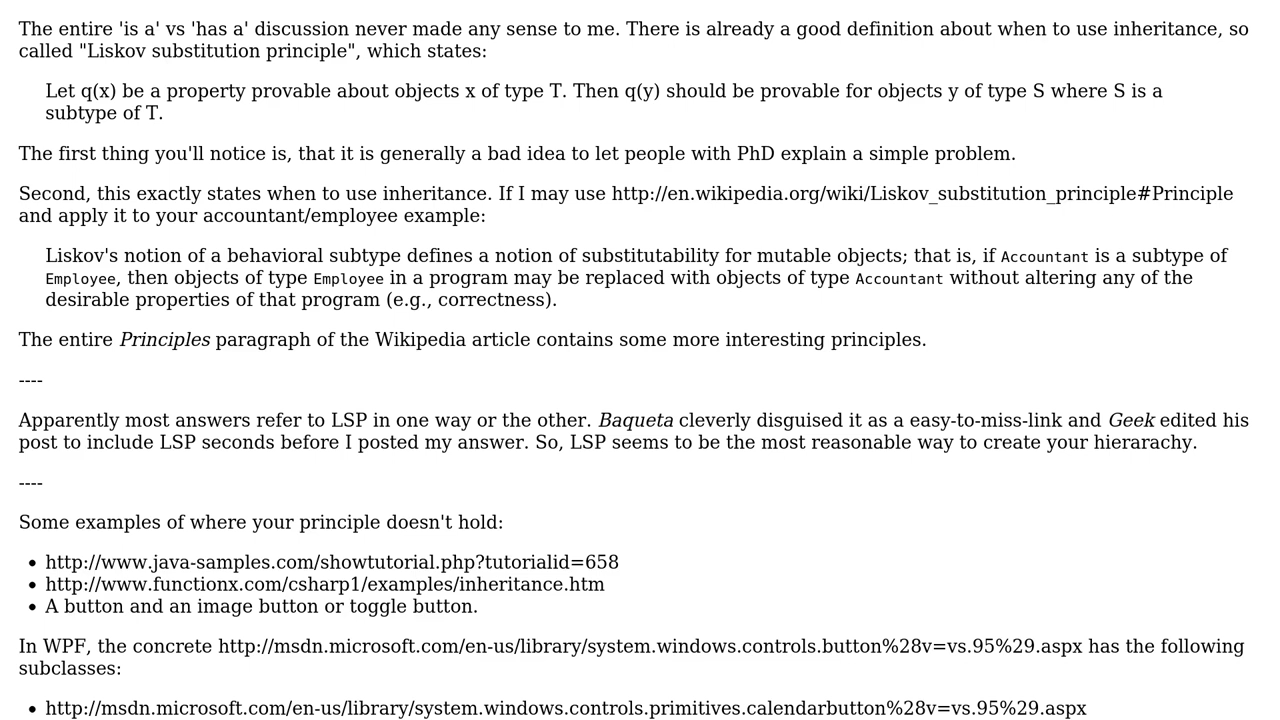 The entire 'is a' vs 'has a' discussion never made any sense to me. There is already a good definition about when to use inheritance, so
called "Liskov substitution principle", which states:
Let q(x) be a property provable about objects x of type T. Then q(y) should be provable for objects y of type S where S is a
subtype of T.
The first thing you'll notice is, that it is generally a bad idea to let people with PhD explain a simple problem.
Second, this exactly states when to use inheritance. If I may use http://en.wikipedia.org/wiki/Liskov_substitution_principle#Principle
and apply it to your accountant/employee example:
Liskov's notion of a behavioral subtype defines a notion of substitutability for mutable objects; that is, if Accountant is a subtype of
Employee, then objects of type Employee in a program may be replaced with objects of type Accountant without altering any of the
desirable properties of that program (e.g., correctness).
The entire Principles paragraph of the Wikipedia article contains some more interesting principles.
----
Apparently most answers refer to LSP in one way or the other. Baqueta cleverly disguised it as a easy-to-miss-link and Geek edited his
post to include LSP seconds before I posted my answer. So, LSP seems to be the most reasonable way to create your hierarachy.
----
Some examples of where your principle doesn't hold:
• http://www.java-samples.com/showtutorial.php?tutorialid=658
• http://www.functionx.com/csharp1/examples/inheritance.htm
• A button and an image button or toggle button.
In WPF, the concrete http://msdn.microsoft.com/en-us/library/system.windows.controls.button%28v=vs.95%29.aspx has the following
subclasses:
• http://msdn.microsoft.com/en-us/library/system.windows.controls.primitives.calendarbutton%28v=vs.95%29.aspx